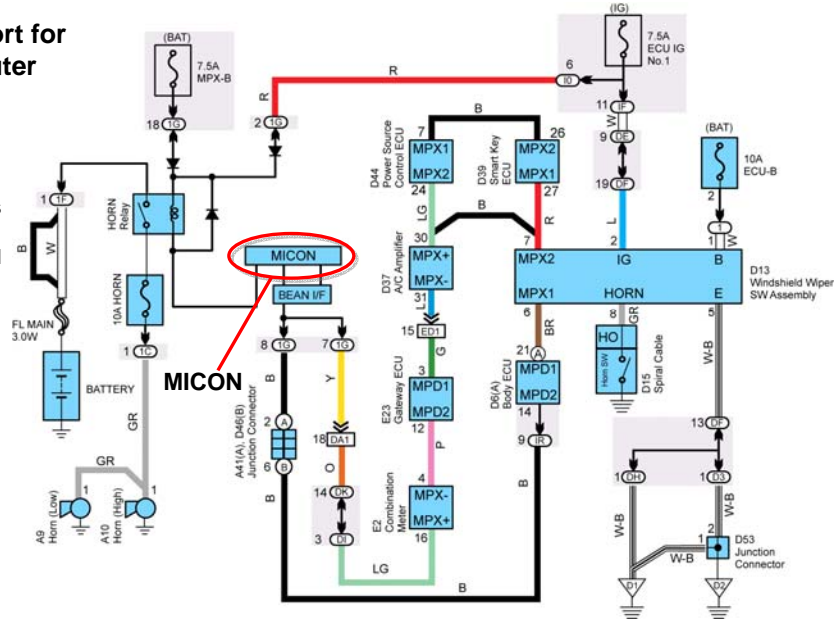 ort for
uter
s
(BAT)
7.5A
MPX-B
18 1G
R
R
2 1G
(IG)
7.5A
ECU IG
No.1
6
I0
11 IF
W
9 DE
19 DF
L
2
(BAT)
10A
ECU-B
2
1
1
W
B
7
26
MPX1
MPX2
24
D44
Power Source
Control ECU
MPX2
MPX1
27
D39
Smart Key
ECU
LG
B
R
30
7
MPX+
MPX-
31
D37
A/C Amplifier
L
15 ED1
G
3
MPD1
MPD2
12
E23
Gateway ECU
P
4
MPX-
MPX+
16
E2
Combination
Meter
LG
MPX2
IG
B
MPX1
HORN
E
D13
Windshield Wiper
SW Assembly
6
8
5
BR
GR
W-B
21 A
MPD1
MPD2
14
D6(A)
Body ECU
9 IR
B
HO
Horn SW
D15
Spiral Cable
13 DF
1 DH
1 D3
W-B
W-B
2
1
D53
Junction
Connector
W-B
D1
D2
1 1F
B
W
FL MAIN
3.0W
BATTERY
HORN
Relay
10A HORN
1 1C
GR
GR
1
1
A9
Horn (Low)
A10
Horn (High)
MICON
BEAN I/F
MICON
8 1G
7 1G
B
Y
2 A
6 B
A41(A), D46(B)
Junction Connector
B
18 DA1
O
14 DK
3 DI
B